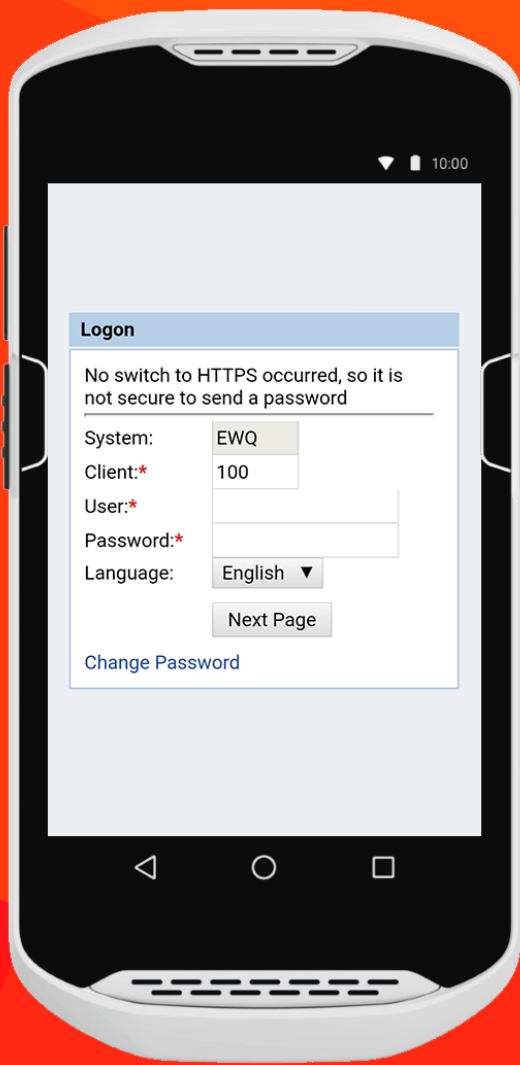 10:00
Logon
No switch to HTTPS occurred, so it is
not secure to send a password
System: EWQ
Client:* 100
User:*
Password:*
Language: English ▼
Next Page
Change Password